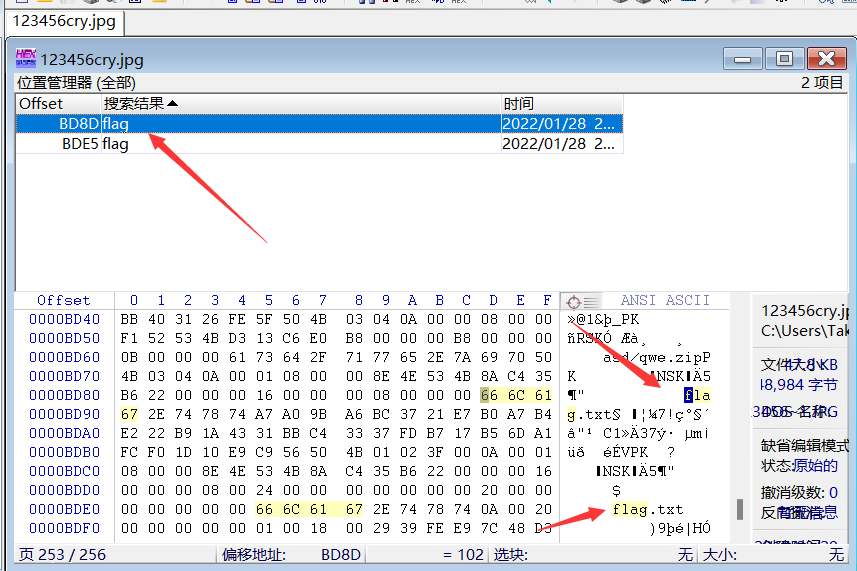 123456cry.jpg
123456cry.jpg
位置管理器 (全部) 2 项目
Offset 搜索结果 时间
BD8D flag 2022/01/28 2...
BDE5 flag 2022/01/28 2...
Offset 0 1 2 3 4 5 6 7 8 9 A B C D E F ANSI ASCII
0000BD40 BB 40 31 26 FE 5F 50 4B 03 04 0A 00 00 08 00 00 »@1&þ_PK
0000BD50 F1 52 53 4B D3 13 C6 E0 B8 00 00 00 B8 00 00 00 ñRSKÓ Æà¸ ¸
0000BD60 0B 00 00 00 61 73 64 2F 71 77 65 2E 7A 69 70 50 asd/qwe.zipP
0000BD70 4B 03 04 0A 00 01 08 00 00 8E 4E 53 4B 8A C4 35 K NSK Ä5
0000BD80 B6 22 00 00 00 16 00 00 00 08 00 00 00 66 6C 61 ¶" fla
0000BD90 67 2E 74 78 74 A7 A0 9B A6 BC 37 21 E7 B0 A7 B4 g.txt§ ¦¼7!ç°§´
0000BDA0 E2 22 B9 1A 43 31 BB C4 33 37 FD B7 17 B5 6D A1 â"¹ C1»Ä37ý· µm¡
0000BDB0 FC F0 1D 10 E9 C9 56 50 4B 01 02 3F 00 0A 00 01 üð éÉVPK ?
0000BDC0 08 00 00 8E 4E 53 4B 8A C4 35 B6 22 00 00 00 16 NSK Ä5¶"
0000BDD0 00 00 00 08 00 24 00 00 00 00 00 00 00 20 00 00 $
0000BDE0 00 00 00 00 00 66 6C 61 67 2E 74 78 74 0A 00 20 flag.txt
0000BDF0 00 00 00 00 00 01 00 18 00 29 39 FE E9 7C 48 D3 )9þé|HÓ
123456cry.jp
C:\Users\Tak
文件大小: 47.8 KB
48,984 字节
缺省编辑模式
状态:原始的
撤消级数: 0
页 253 / 256 偏移地址: BD8D = 102 选块: 无 大小: 无